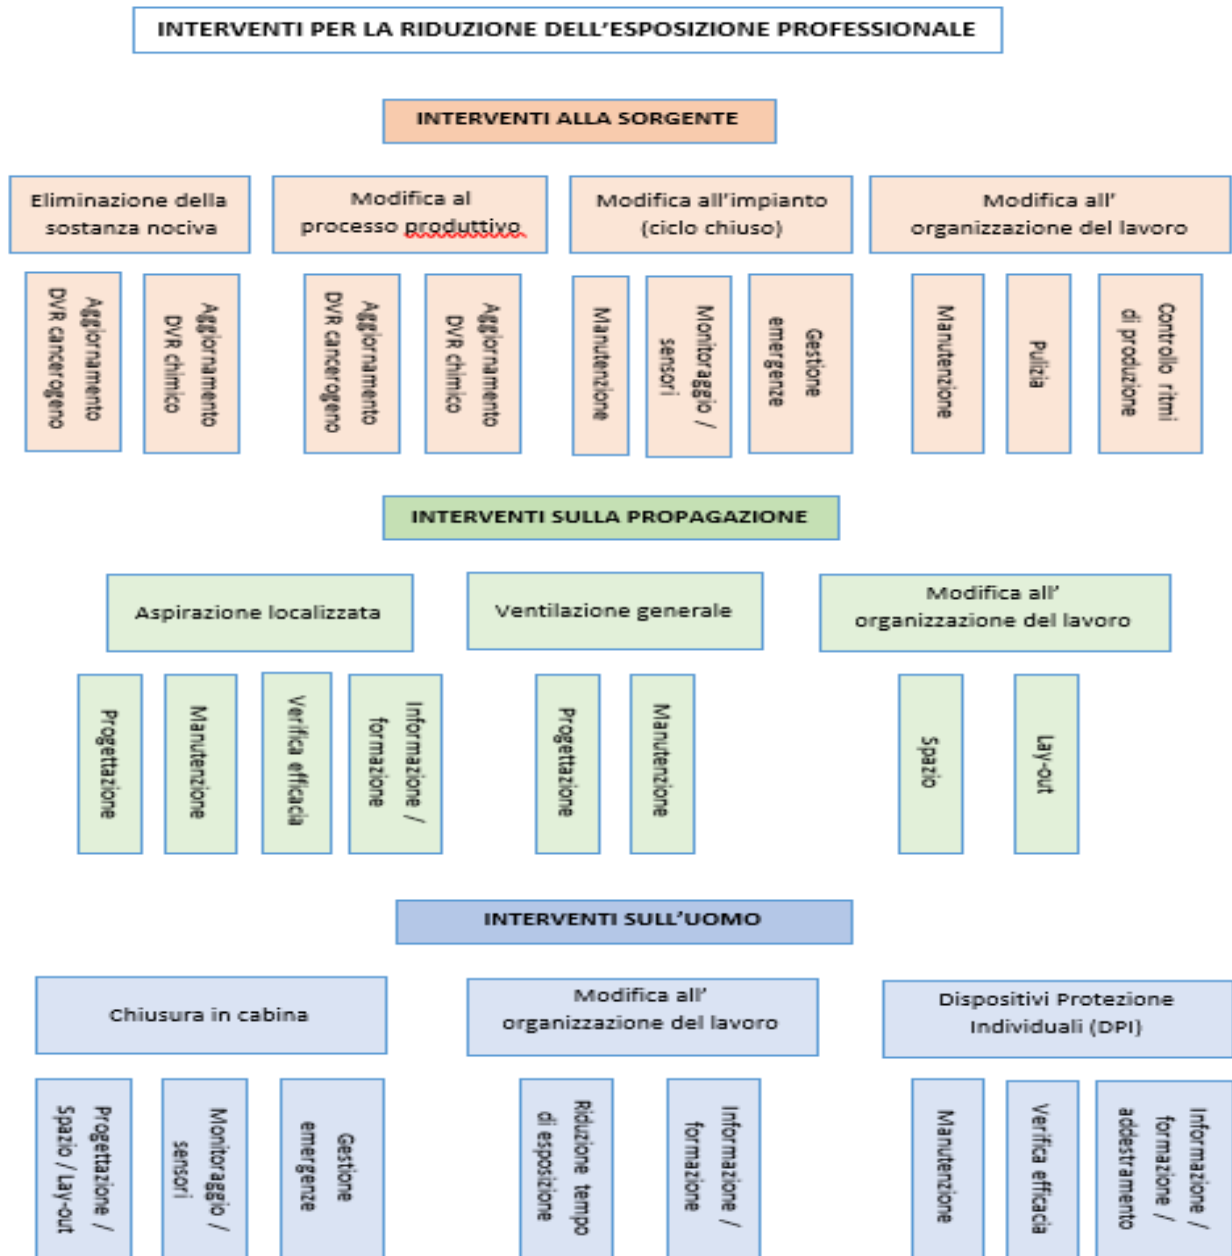 INTERVENTI PER LA RIDUZIONE DELL'ESPOSIZIONE PROFESSIONALE
INTERVENTI ALLA SORGENTE
Eliminazione della
sostanza nociva
Modifica al
processo produttivo
Modifica all'impianto
(ciclo chiuso)
Modifica all'
organizzazione del lavoro
Aggiornamento
DVR cancerogeno
Aggiornamento
DVR chimico
Aggiornamento
DVR cancerogeno
Aggiornamento
DVR chimico
Manutenzione
Monitoraggio /
sensori
Gestione
emergenze
Manutenzione
Pulizia
Controllo ritmi
di produzione
INTERVENTI SULLA PROPAGAZIONE
Aspirazione localizzata
Ventilazione generale
Modifica all'
organizzazione del lavoro
Progettazione
Manutenzione
Verifica efficacia
Informazione /
formazione
Progettazione
Manutenzione
Spazio
Lay-out
INTERVENTI SULL'UOMO
Chiusura in cabina
Modifica all'
organizzazione del lavoro
Dispositivi Protezione
Individuali (DPI)
Progettazione /
Spazio / Lay-out
Monitoraggio /
sensori
Gestione
emergenze
Riduzione tempo
di esposizione
Informazione /
formazione
Manutenzione
Verifica efficacia
Informazione /
formazione /
addestramento